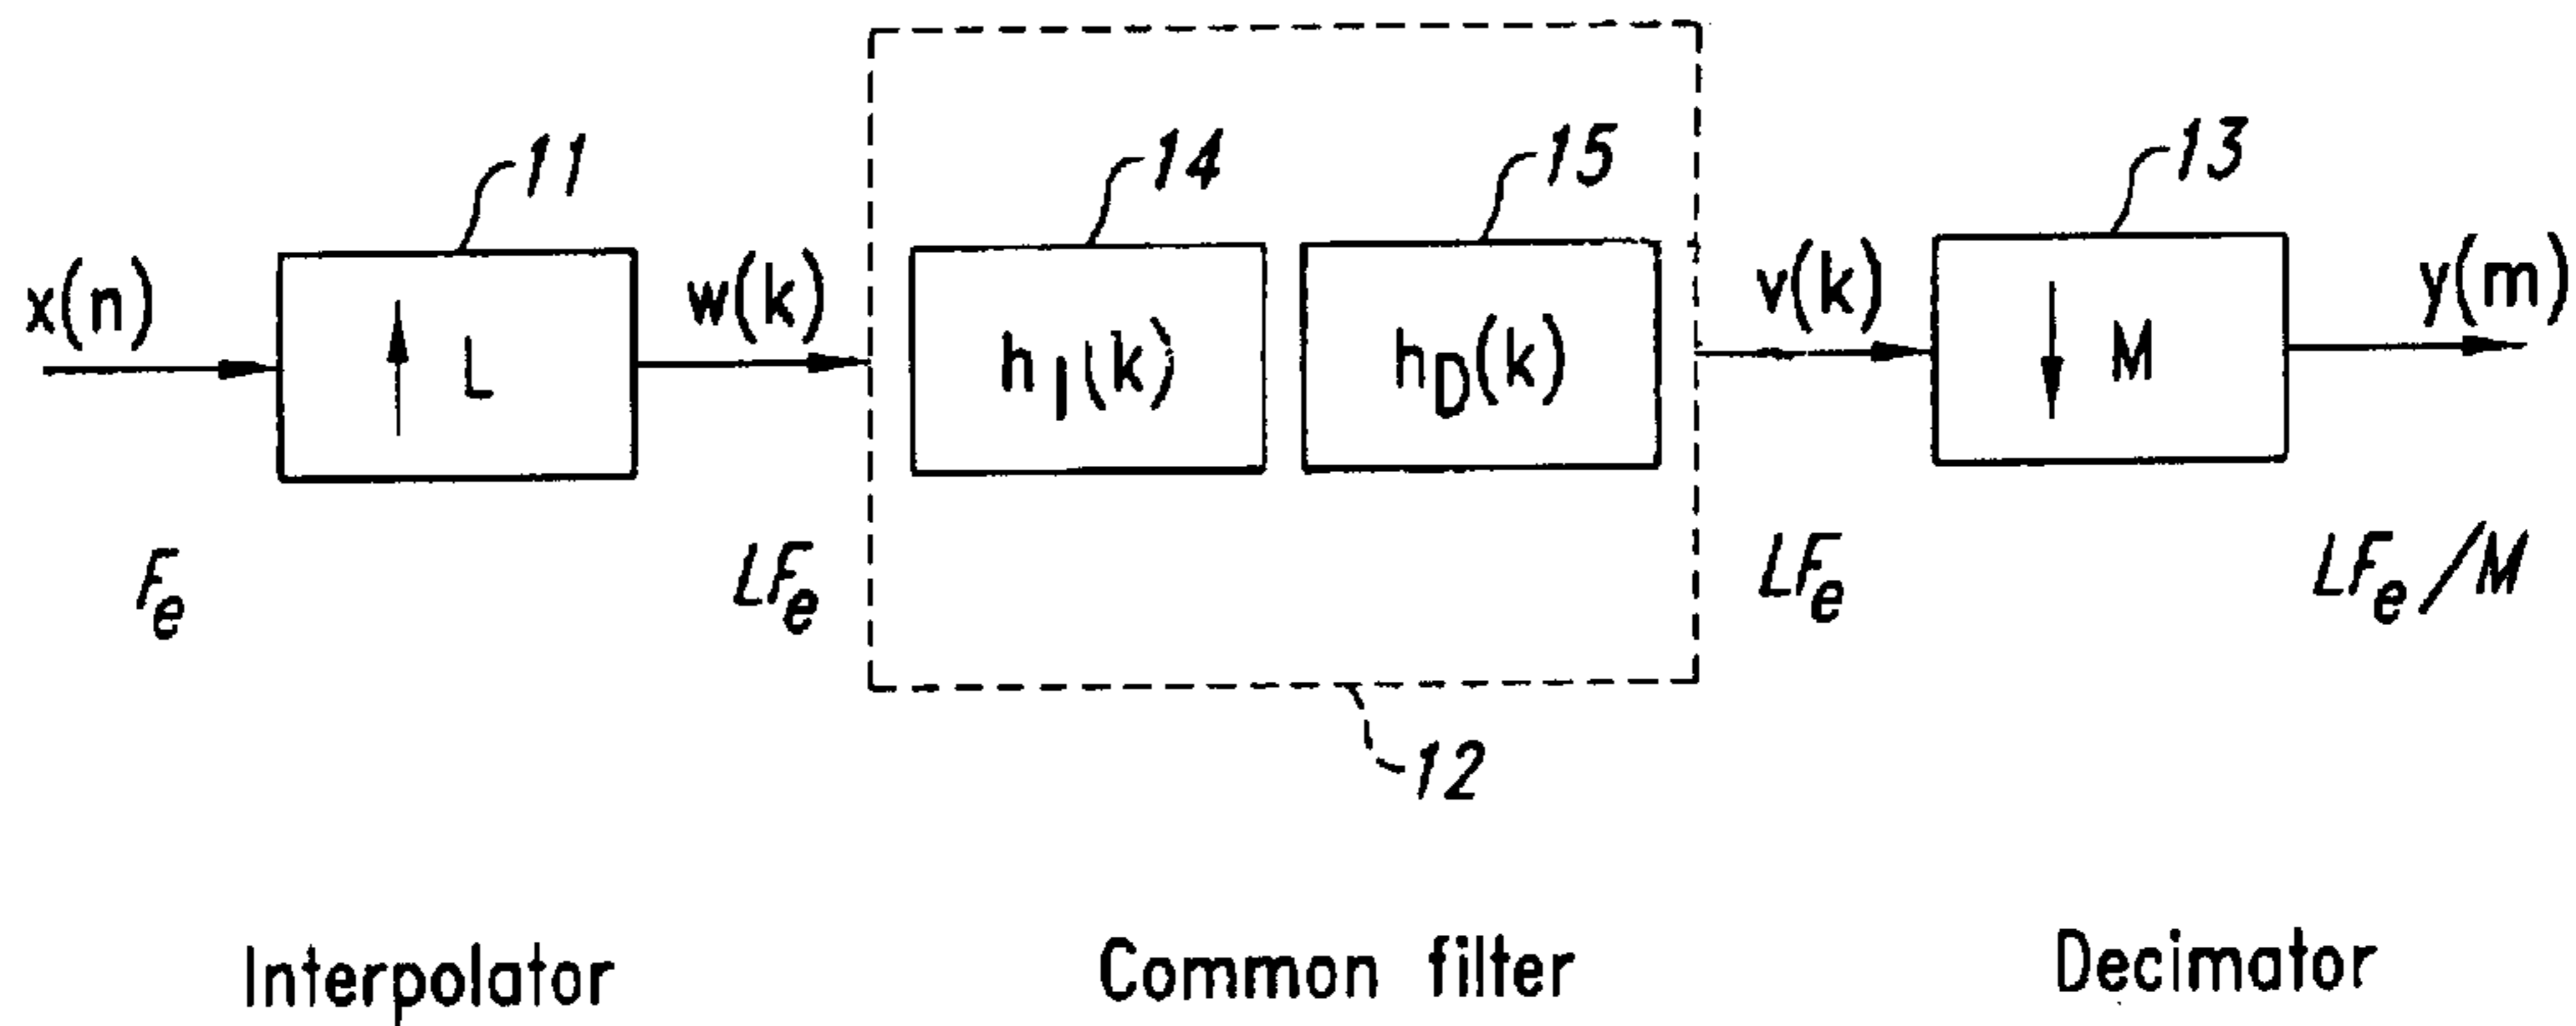 11
14
15
13
x(n)
↑ L
w(k)
h_I(k)
h_D(k)
v(k)
↓ M
y(m)
F_e
LF_e
LF_e
LF_e/M
12
Interpolator
Common filter
Decimator